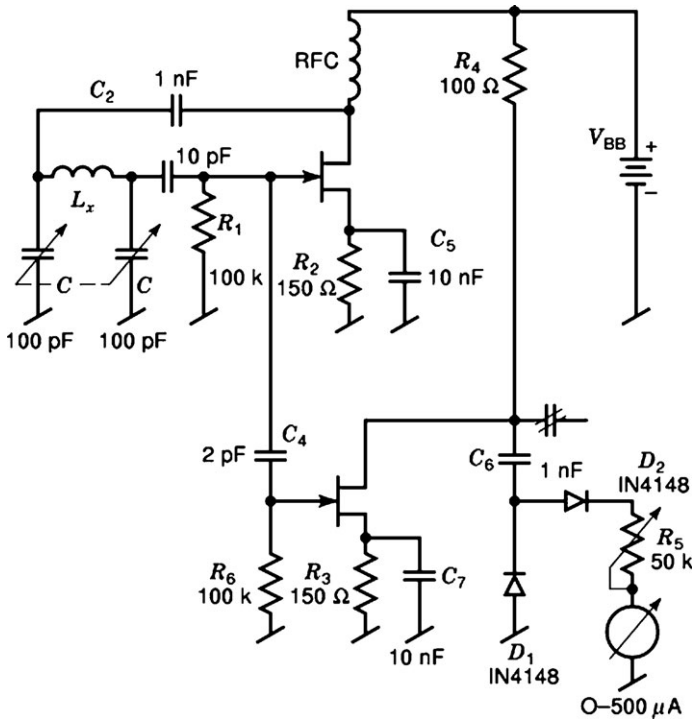 RFC
R4
100 Ω
C2
1 nF
VBB
+
−
10 pF
Lx
R1
100 k
C
C
100 pF
100 pF
R2
150 Ω
C5
10 nF
C4
2 pF
C6
1 nF
D2
IN4148
R5
50 k
R6
100 k
R3
150 Ω
C7
10 nF
D1
IN4148
O–500 μA